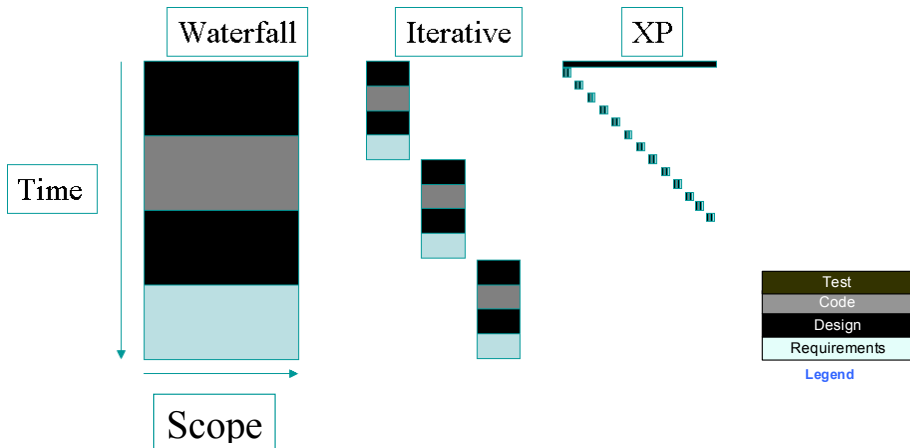 Waterfall
Iterative
XP
Time
Test
Code
Design
Requirements
Legend
Scope